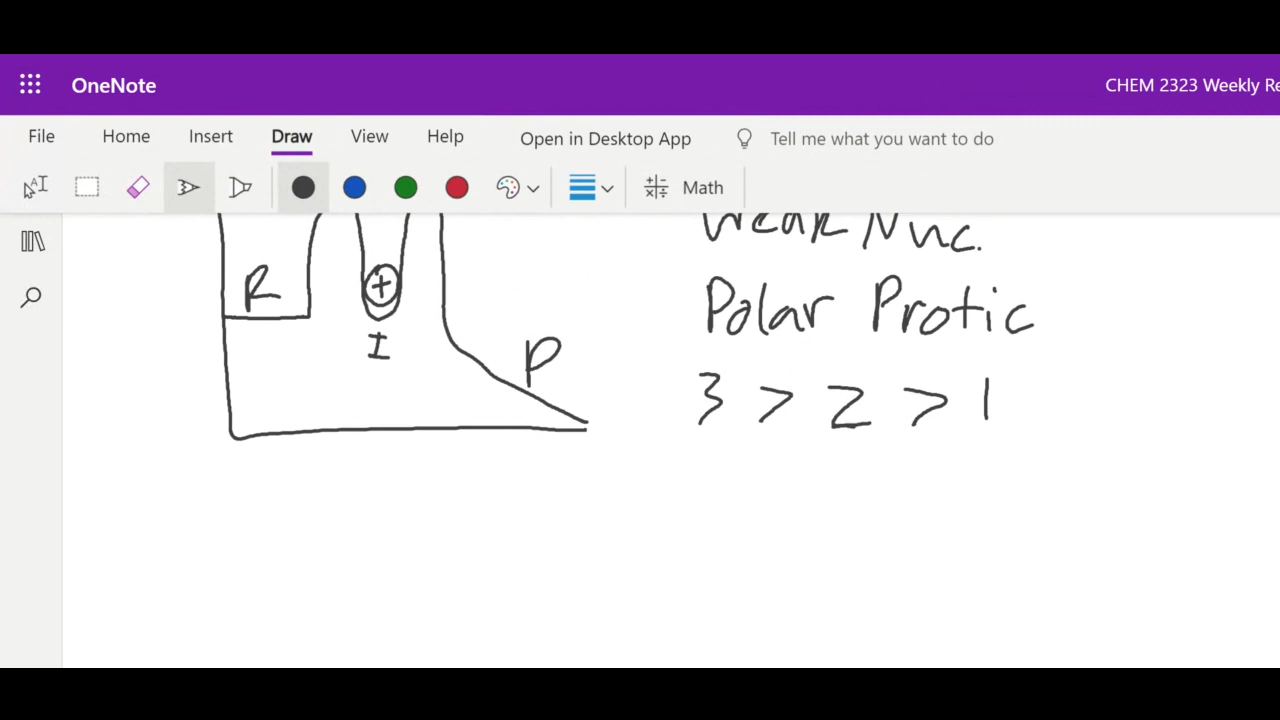 OneNote
CHEM 2323 Weekly Re
File Home Insert Draw View Help Open in Desktop App Tell me what you want to do
Math
Weak Nuc.
R + I P
Polar Protic
3 > 2 > 1